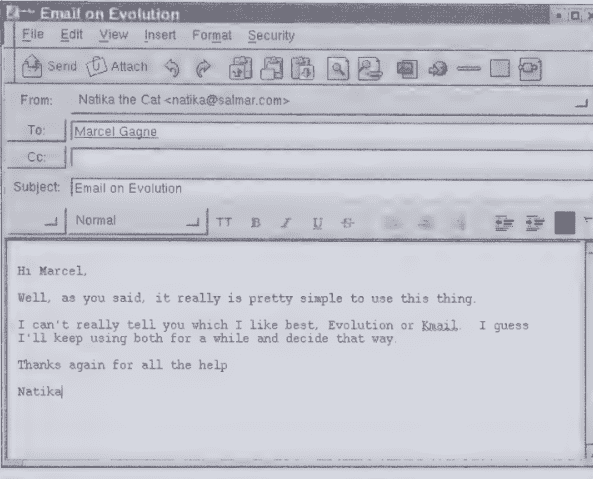 Email on Evolution
File Edit View Insert Format Security
Send Attach
From: Natika the Cat <natika@salmar.com>
To: Marcel Gagne
Cc:
Subject: Email on Evolution
Normal TT B I U S
Hi Marcel,
Well, as you said, it really is pretty simple to use this thing.
I can't really tell you which I like best, Evolution or Kmail. I guess
I'll keep using both for a while and decide that way.
Thanks again for all the help
Natika